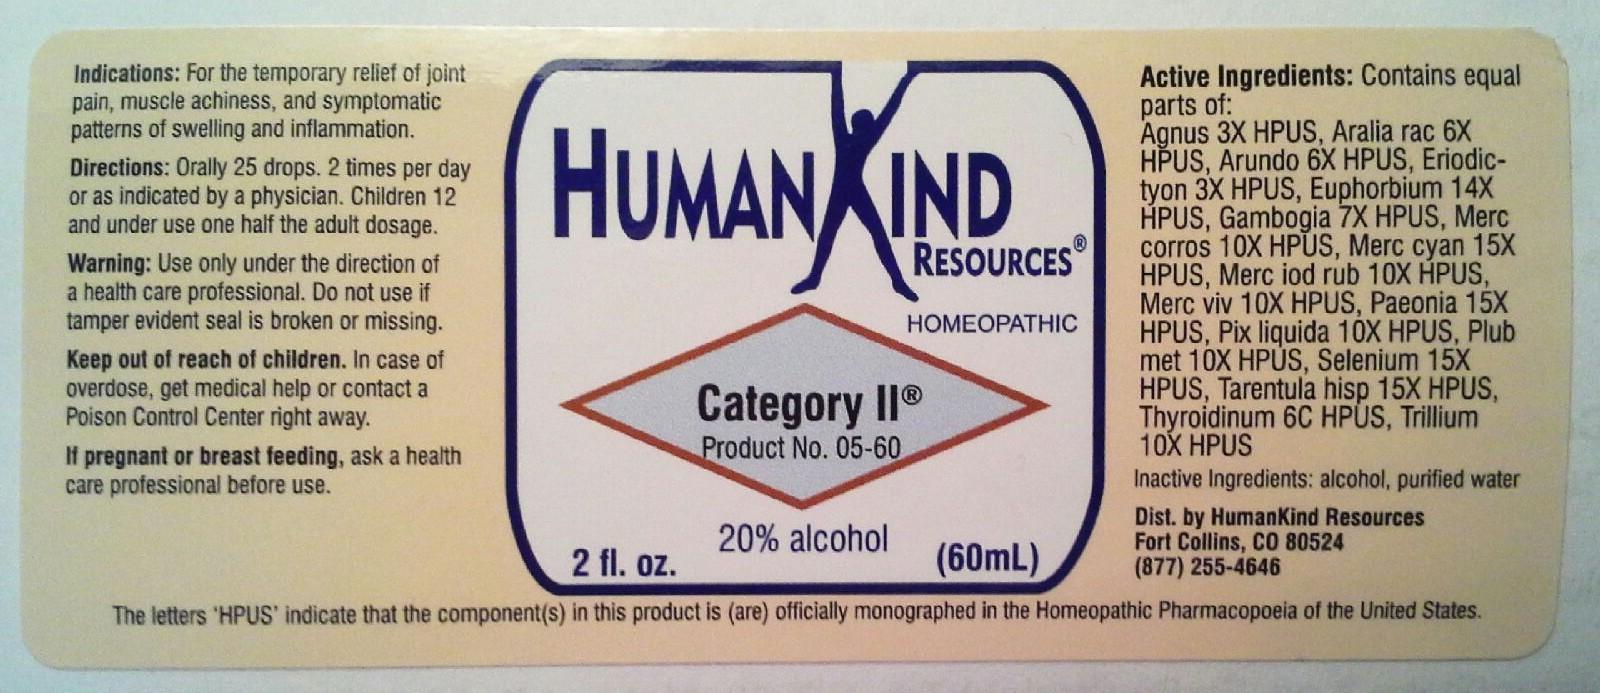 Indications: For the temporary relief of joint
pain, muscle achiness, and symptomatic
patterns of swelling and inflammation.
Directions: Orally 25 drops. 2 times per day
or as indicated by a physician. Children 12
and under use one half the adult dosage.
Warning: Use only under the direction of
a health care professional. Do not use if
tamper evident seal is broken or missing.
Keep out of reach of children. In case of
overdose, get medical help or contact a
Poison Control Center right away.
If pregnant or breast feeding, ask a health
care professional before use.
HUMANKIND
RESOURCES®
HOMEOPATHIC
Category II®
Product No. 05-60
20% alcohol
2 fl. oz. (60mL)
Active Ingredients: Contains equal
parts of:
Agnus 3X HPUS, Aralia rac 6X
HPUS, Arundo 6X HPUS, Eriodic-
tyon 3X HPUS, Euphorbium 14X
HPUS, Gambogia 7X HPUS, Merc
corros 10X HPUS, Merc cyan 15X
HPUS, Merc iod rub 10X HPUS,
Merc viv 10X HPUS, Paeonia 15X
HPUS, Pix liquida 10X HPUS, Plub
met 10X HPUS, Selenium 15X
HPUS, Tarentula hisp 15X HPUS,
Thyroidinum 6C HPUS, Trillium
10X HPUS
Inactive Ingredients: alcohol, purified water
Dist. by HumanKind Resources
Fort Collins, CO 80524
(877) 255-4646
The letters 'HPUS' indicate that the component(s) in this product is (are) officially monographed in the Homeopathic Pharmacopoeia of the United States.